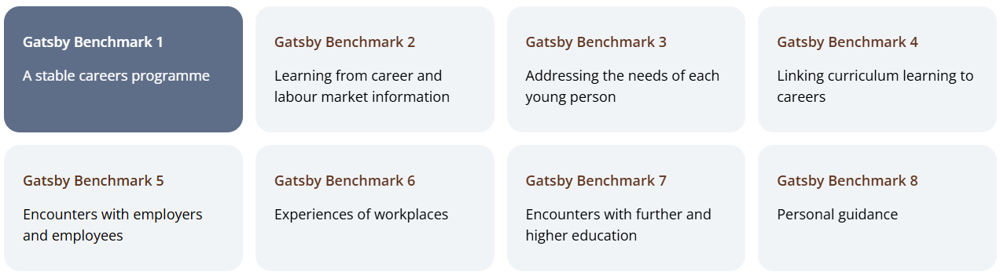 Gatsby Benchmark 1
A stable careers programme
Gatsby Benchmark 2
Learning from career and
labour market information
Gatsby Benchmark 3
Addressing the needs of each
young person
Gatsby Benchmark 4
Linking curriculum learning to
careers
Gatsby Benchmark 5
Encounters with employers
and employees
Gatsby Benchmark 6
Experiences of workplaces
Gatsby Benchmark 7
Encounters with further and
higher education
Gatsby Benchmark 8
Personal guidance